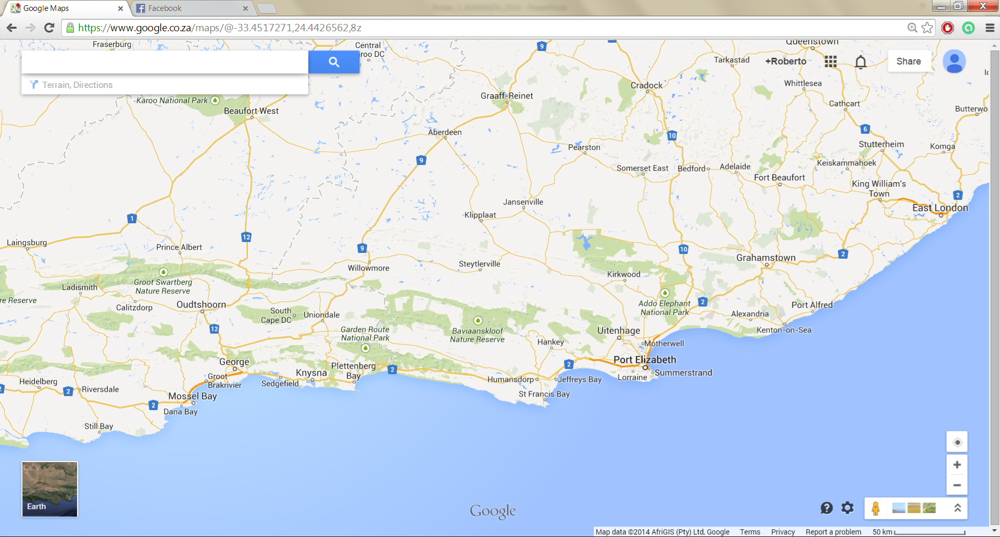 Google Maps
Facebook
https://www.google.co.za/maps/@-33.4517271,24.4426562,8z
Fraserburg
Central
roo DC
9
Queenstown
Tarkastad
+Roberto
Share
Terrain, Directions
Whittlesea
Cradock
Graaff-Reinet
Karoo National Park
Beaufort West
Cathcart
Butterwo
Aberdeen
10
6
Stutterheim
Komga
Pearston
9
Somerset East
Bedford
Adelaide
Keiskammahoek
Fort Beaufort
King William's
Town
2
East London
Jansenville
Klipplaat
1
12
Laingsburg
Prince Albert
9
10
2
Grahamstown
Willowmore
Steytlerville
Kirkwood
Groot Swartberg
Nature Reserve
Ladismith
re Reserve
Calitzdorp
Oudtshoorn
South
Cape DC
Uniondale
Addo Elephant
National Park
2
Port Alfred
Alexandria
Kenton-on-Sea
12
Garden Route
National Park
Baviaanskloof
Nature Reserve
Uitenhage
Hankey
Motherwell
George
Plettenberg
Bay
2
2
Port Elizabeth
Summerstrand
Lorraine
Groot
Brakrivier
Knysna
Sedgefield
Humansdorp
Jeffreys Bay
St Francis Bay
Heidelberg
2
2
Riversdale
Mossel Bay
2
Dana Bay
Still Bay
Earth
Google
Map data ©2014 AfriGIS (Pty) Ltd, Google Terms Privacy Report a problem 50 km